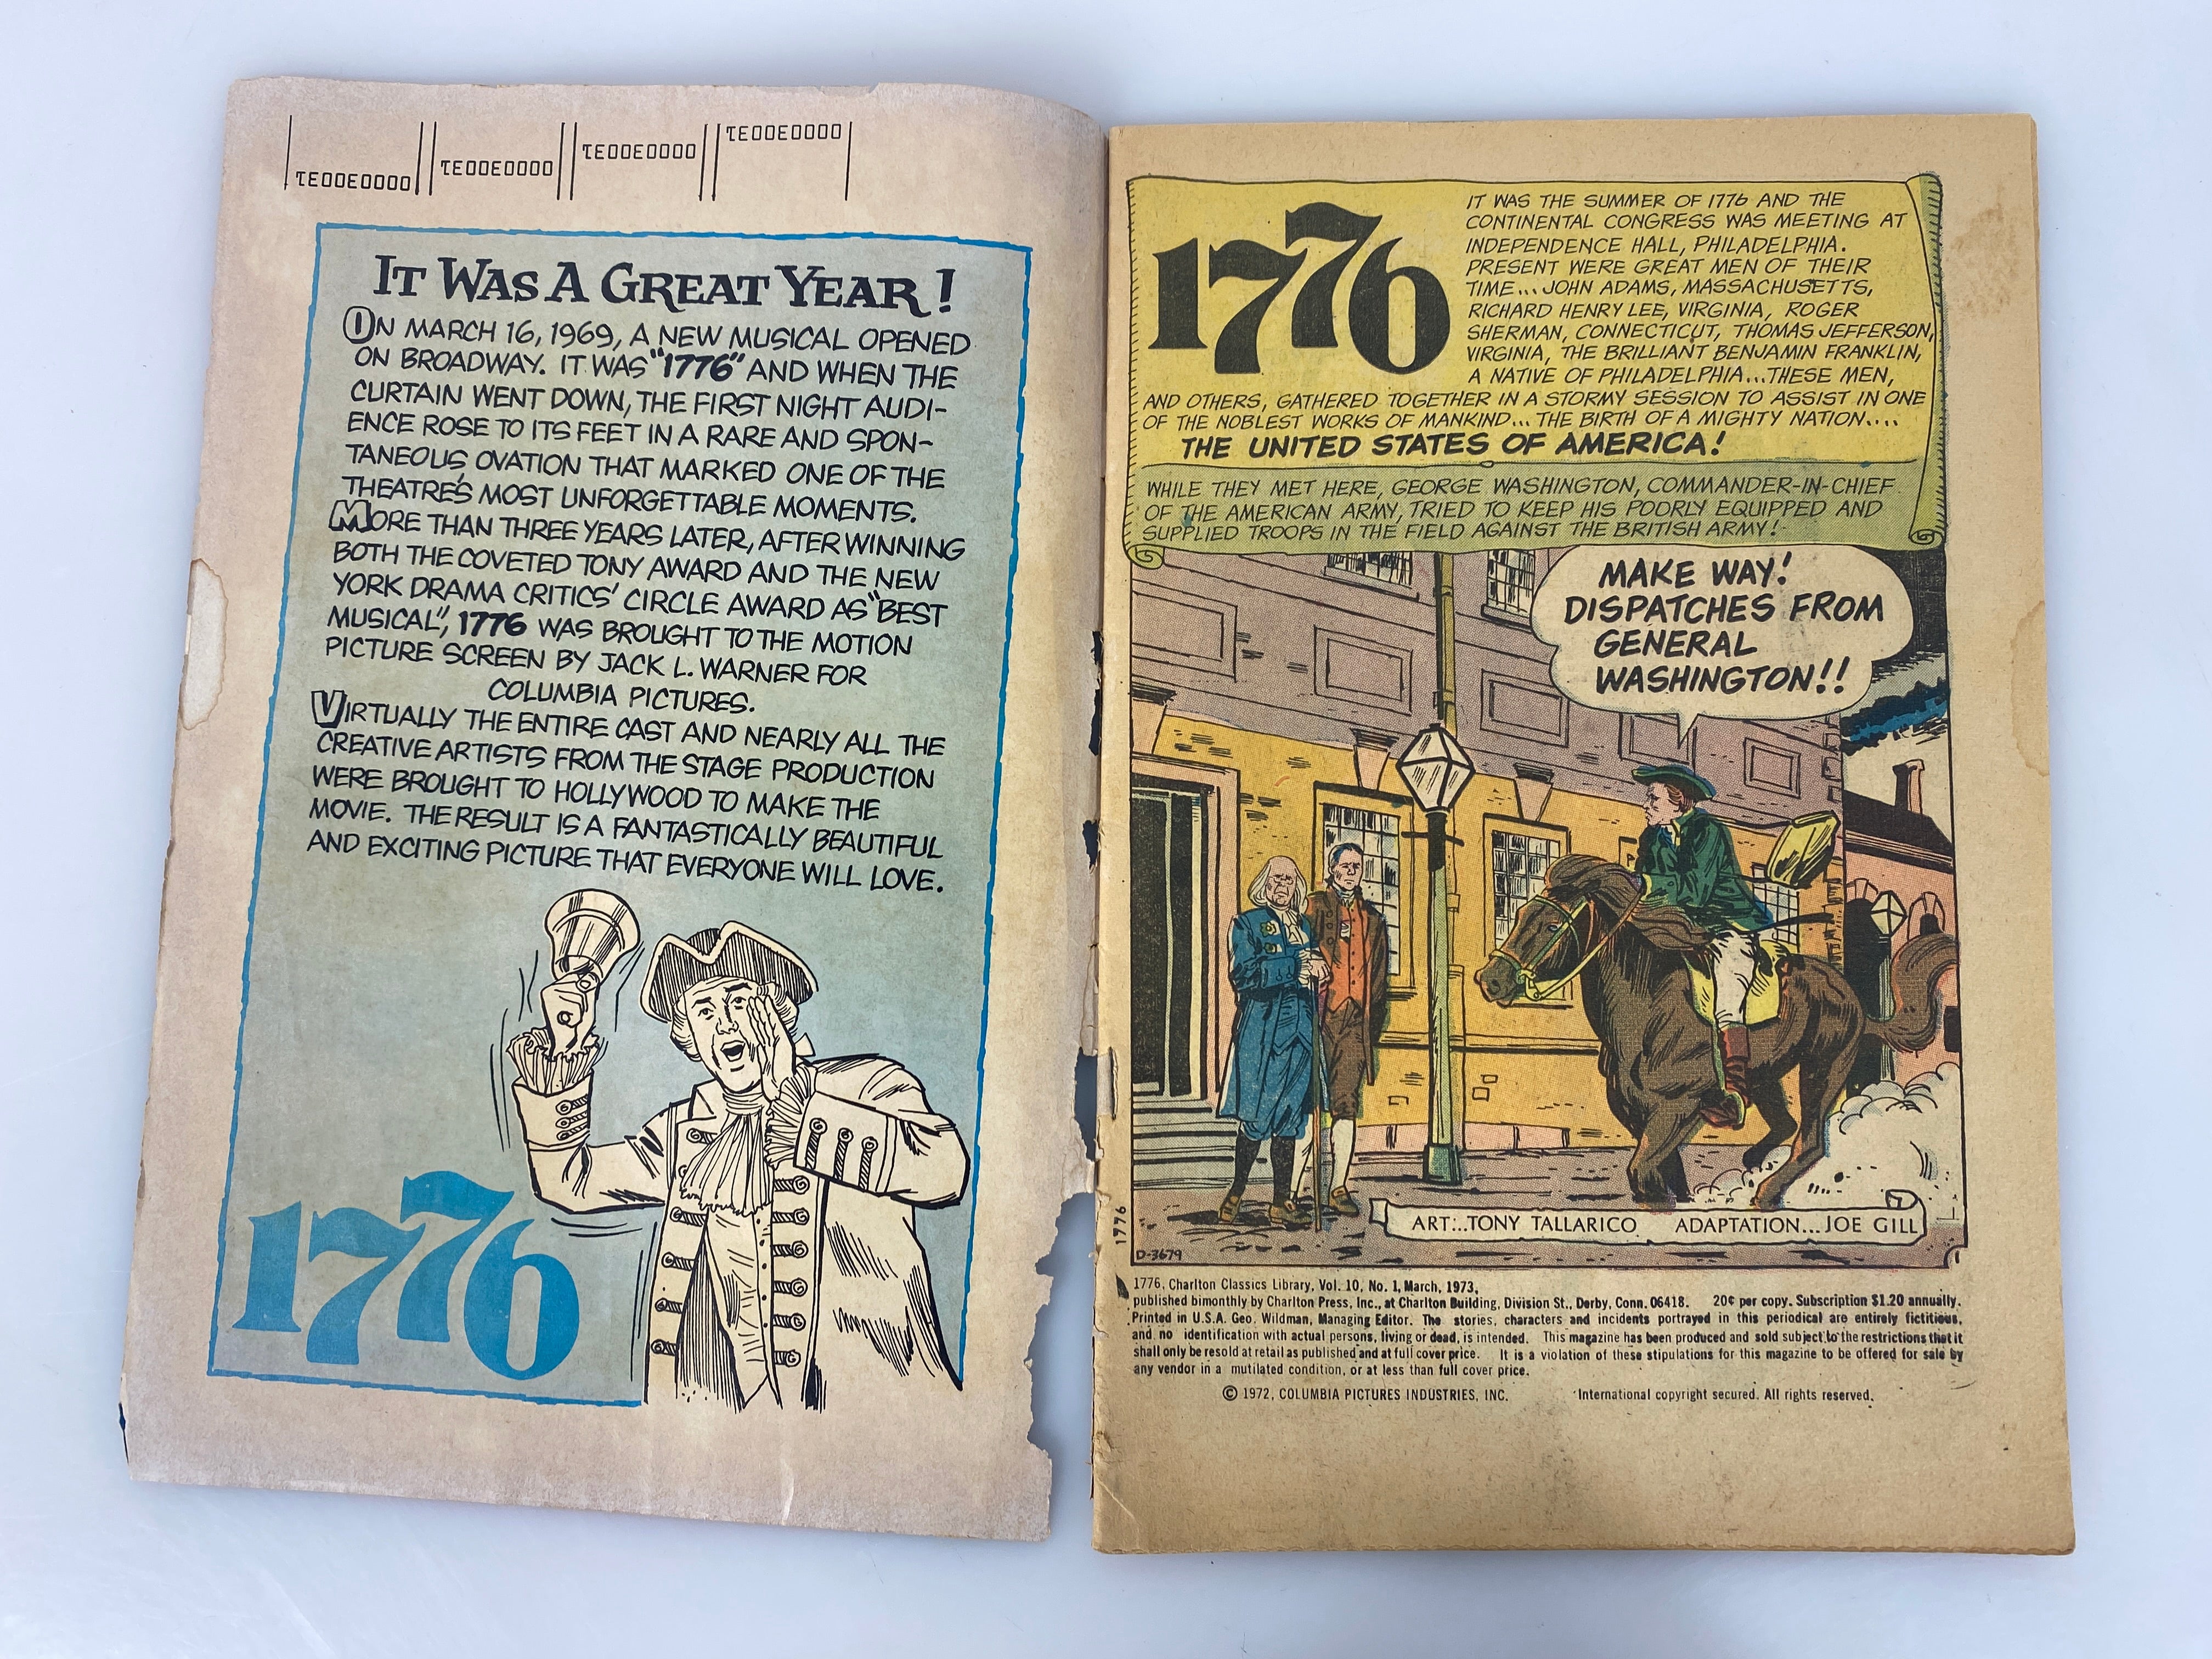 TEOOEOOOO
TEOOEOOOO
TEOOEOOOO
TEOOEOOOO
IT WAS A GREAT YEAR!
ON MARCH 16, 1969, A NEW MUSICAL OPENED
ON BROADWAY. IT WAS "1776" AND WHEN THE
CURTAIN WENT DOWN, THE FIRST NIGHT AUDI-
ENCE ROSE TO ITS FEET IN A RARE AND SPON-
TANEOUS OVATION THAT MARKED ONE OF THE
THEATRE'S MOST UNFORGETTABLE MOMENTS.
MORE THAN THREE YEARS LATER, AFTER WINNING
BOTH THE COVETED TONY AWARD AND THE NEW
YORK DRAMA CRITICS' CIRCLE AWARD AS "BEST
MUSICAL", 1776 WAS BROUGHT TO THE MOTION
PICTURE SCREEN BY JACK L. WARNER FOR
COLUMBIA PICTURES.
VIRTUALLY THE ENTIRE CAST AND NEARLY ALL THE
CREATIVE ARTISTS FROM THE STAGE PRODUCTION
WERE BROUGHT TO HOLLYWOOD TO MAKE THE
MOVIE. THE RESULT IS A FANTASTICALLY BEAUTIFUL
AND EXCITING PICTURE THAT EVERYONE WILL LOVE.
1776
1776
IT WAS THE SUMMER OF 1776 AND THE
CONTINENTAL CONGRESS WAS MEETING AT
INDEPENDENCE HALL, PHILADELPHIA.
PRESENT WERE GREAT MEN OF THEIR
TIME... JOHN ADAMS, MASSACHUSETTS,
RICHARD HENRY LEE, VIRGINIA, ROGER
SHERMAN, CONNECTICUT, THOMAS JEFFERSON,
VIRGINIA, THE BRILLIANT BENJAMIN FRANKLIN,
A NATIVE OF PHILADELPHIA...THESE MEN,
AND OTHERS, GATHERED TOGETHER IN A STORMY SESSION TO ASSIST IN ONE
OF THE NOBLEST WORKS OF MANKIND... THE BIRTH OF A MIGHTY NATION....
THE UNITED STATES OF AMERICA!
WHILE THEY MET HERE, GEORGE WASHINGTON, COMMANDER-IN-CHIEF
OF THE AMERICAN ARMY, TRIED TO KEEP HIS POORLY EQUIPPED AND
SUPPLIED TROOPS IN THE FIELD AGAINST THE BRITISH ARMY!
MAKE WAY!
DISPATCHES FROM
GENERAL
WASHINGTON!!
ART...TONY TALLARICO ADAPTATION...JOE GILL
1776
D-3679
1776, Charlton Classics Library, Vol. 10, No. 1, March, 1973,
published bimonthly by Charlton Press, Inc., at Charlton Building, Division St., Derby, Conn. 06418. 20¢ per copy. Subscription $1.20 annually.
Printed in U.S.A. Geo. Wildman, Managing Editor. The stories, characters and incidents portrayed in this periodical are entirely fictitious,
and no identification with actual persons, living or dead, is intended. This magazine has been produced and sold subject to the restrictions that it
shall only be resold at retail as published and at full cover price. It is a violation of these stipulations for this magazine to be offered for sale by
any vendor in a mutilated condition, or at less than full cover price.
© 1972, COLUMBIA PICTURES INDUSTRIES, INC. International copyright secured. All rights reserved.